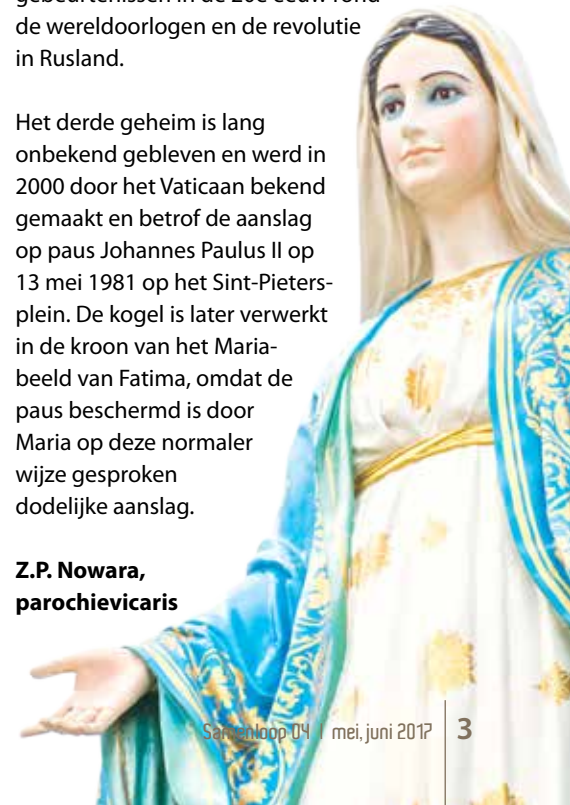 de wereldoorlogen en de revolutie
in Rusland.
Het derde geheim is lang
onbekend gebleven en werd in
2000 door het Vaticaan bekend
gemaakt en betrof de aanslag
op paus Johannes Paulus II op
13 mei 1981 op het Sint-Pieters-
plein. De kogel is later verwerkt
in de kroon van het Maria-
beeld van Fatima, omdat de
paus beschermd is door
Maria op deze normaler
wijze gesproken
dodelijke aanslag.
Z.P. Nowara,
parochievicaris
Samenloop 04 | mei, juni 2017 | 3